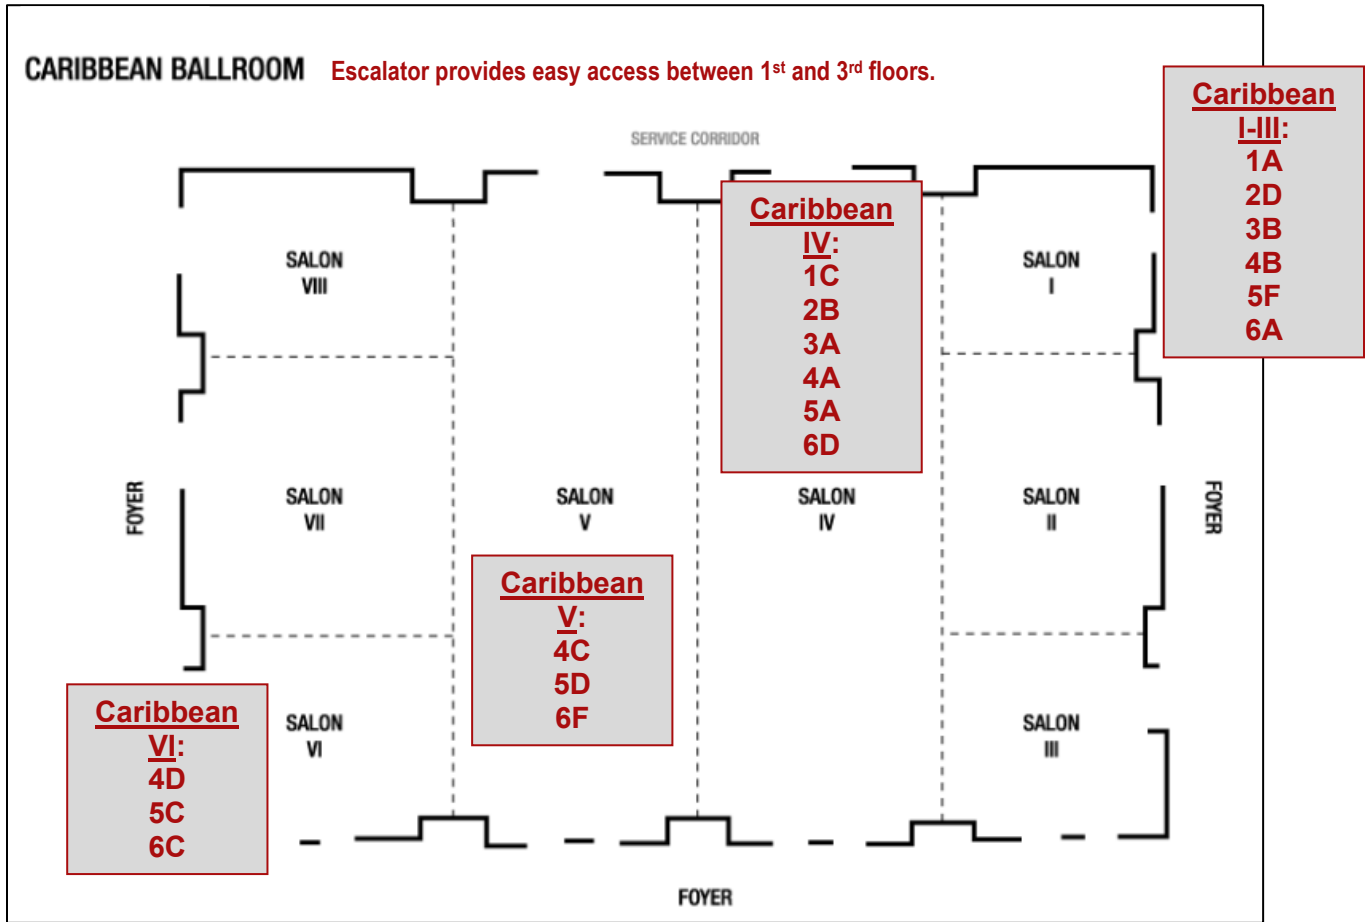 CARIBBEAN BALLROOM
Escalator provides easy access between 1st and 3rd floors.
SERVICE CORRIDOR
Caribbean
I-III:
1A
2D
3B
4B
5F
6A
Caribbean
IV:
1C
2B
3A
4A
5A
6D
SALON
VIII
SALON
I
FOYER
SALON
VII
SALON
V
SALON
IV
SALON
II
FOYER
Caribbean
V:
4C
5D
6F
Caribbean
VI:
4D
5C
6C
SALON
VI
SALON
III
FOYER